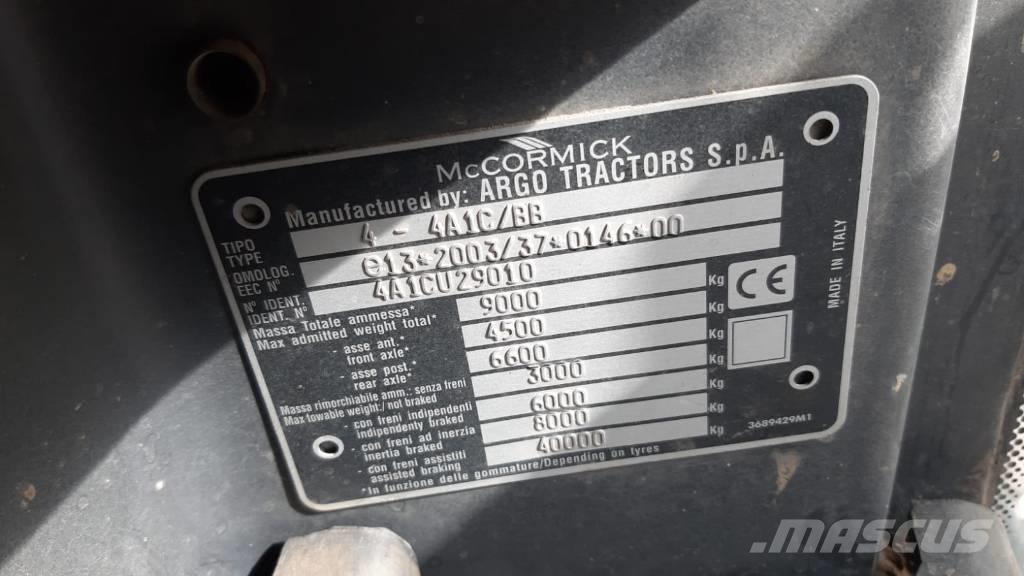 McCORMICK
Manufactured by: ARGO TRACTORS S.p.A.
TIPO
TYPE
4 - 4A1C/BB
OMOLOG.
EEC N°
e13*2003/37*0146*00
N° IDENT.
IDENT. N°
4A1CU29010
Massa Totale ammessa*
Max admitted weight total*
9000 Kg
- asse ant.*
front axle*
4500 Kg
- asse post.*
rear axle*
6600 Kg
Massa rimorchiabile amm.: senza freni
Max towable weight: / not braked
3000 Kg
- con freni indipendenti
indipendenty braked
6000 Kg
- con freni ad inerzia
inertia braked
8000 Kg
- con freni assistiti
assisted braking
40000 Kg
*In funzione delle gommature/Depending on tyres
CE
MADE IN ITALY
3689429M1
MASCUS